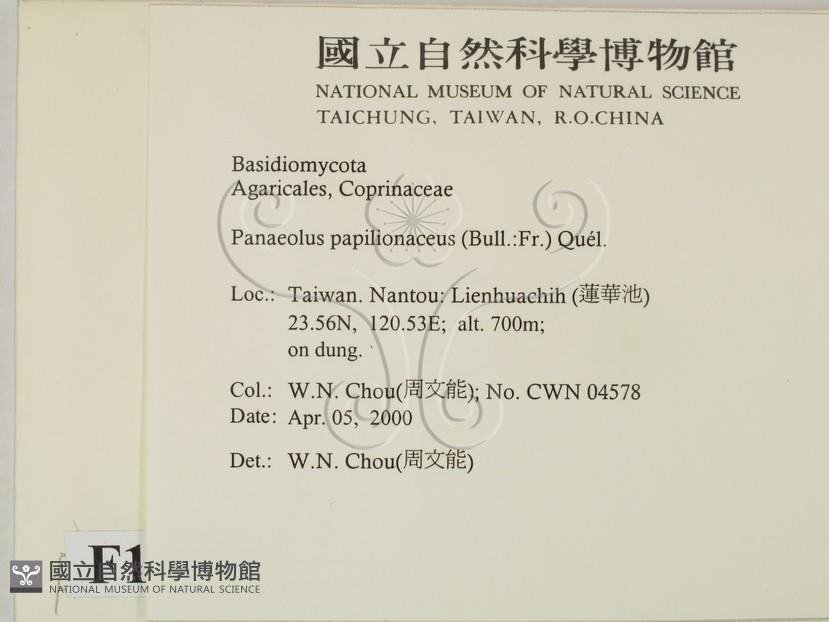 國立自然科學博物館
NATIONAL MUSEUM OF NATURAL SCIENCE
TAICHUNG, TAIWAN, R.O.CHINA
Basidiomycota
Agaricales, Coprinaceae
Panaeolus papilionaceus (Bull.:Fr.) Quél.
Loc.: Taiwan. Nantou: Lienhuachih (蓮華池)
23.56N, 120.53E; alt. 700m;
on dung.
Col.: W.N. Chou(周文能); No. CWN 04578
Date: Apr. 05, 2000
Det.: W.N. Chou(周文能)
F1
國立自然科學博物館
NATIONAL MUSEUM OF NATURAL SCIENCE